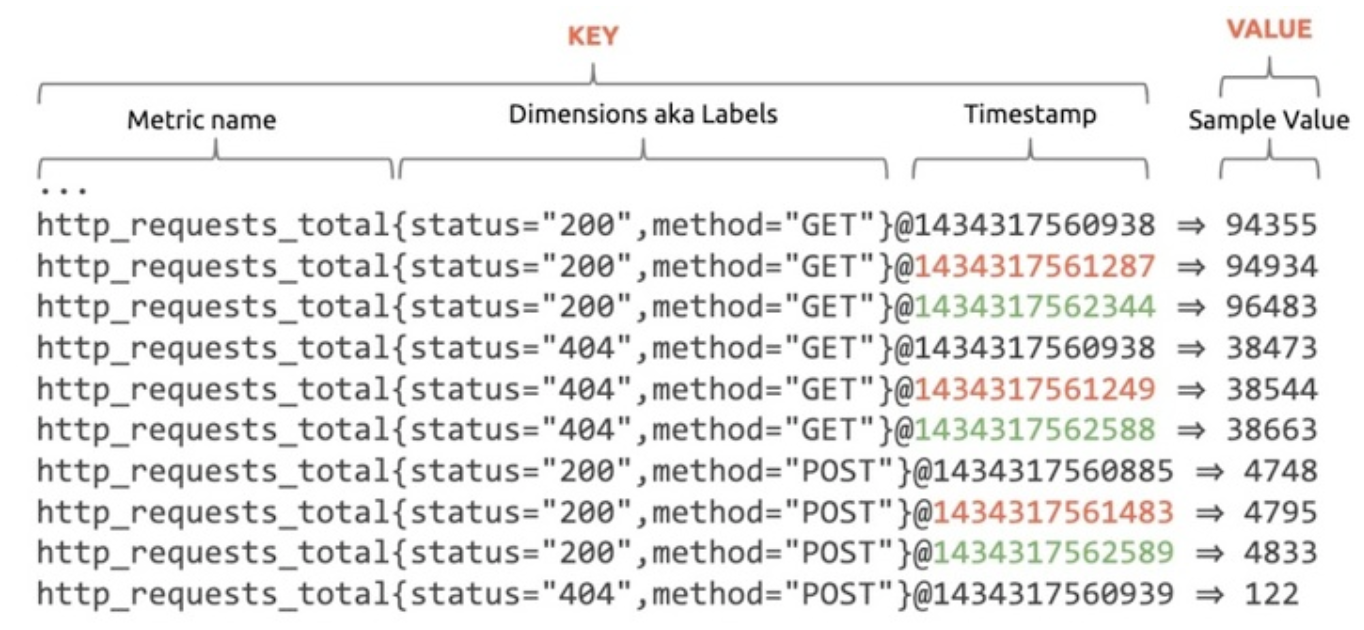 KEY VALUE
Metric name Dimensions aka Labels Timestamp Sample Value
...
http_requests_total{status="200",method="GET"}@1434317560938 ⇒ 94355
http_requests_total{status="200",method="GET"}@1434317561287 ⇒ 94934
http_requests_total{status="200",method="GET"}@1434317562344 ⇒ 96483
http_requests_total{status="404",method="GET"}@1434317560938 ⇒ 38473
http_requests_total{status="404",method="GET"}@1434317561249 ⇒ 38544
http_requests_total{status="404",method="GET"}@1434317562588 ⇒ 38663
http_requests_total{status="200",method="POST"}@1434317560885 ⇒ 4748
http_requests_total{status="200",method="POST"}@1434317561483 ⇒ 4795
http_requests_total{status="200",method="POST"}@1434317562589 ⇒ 4833
http_requests_total{status="404",method="POST"}@1434317560939 ⇒ 122